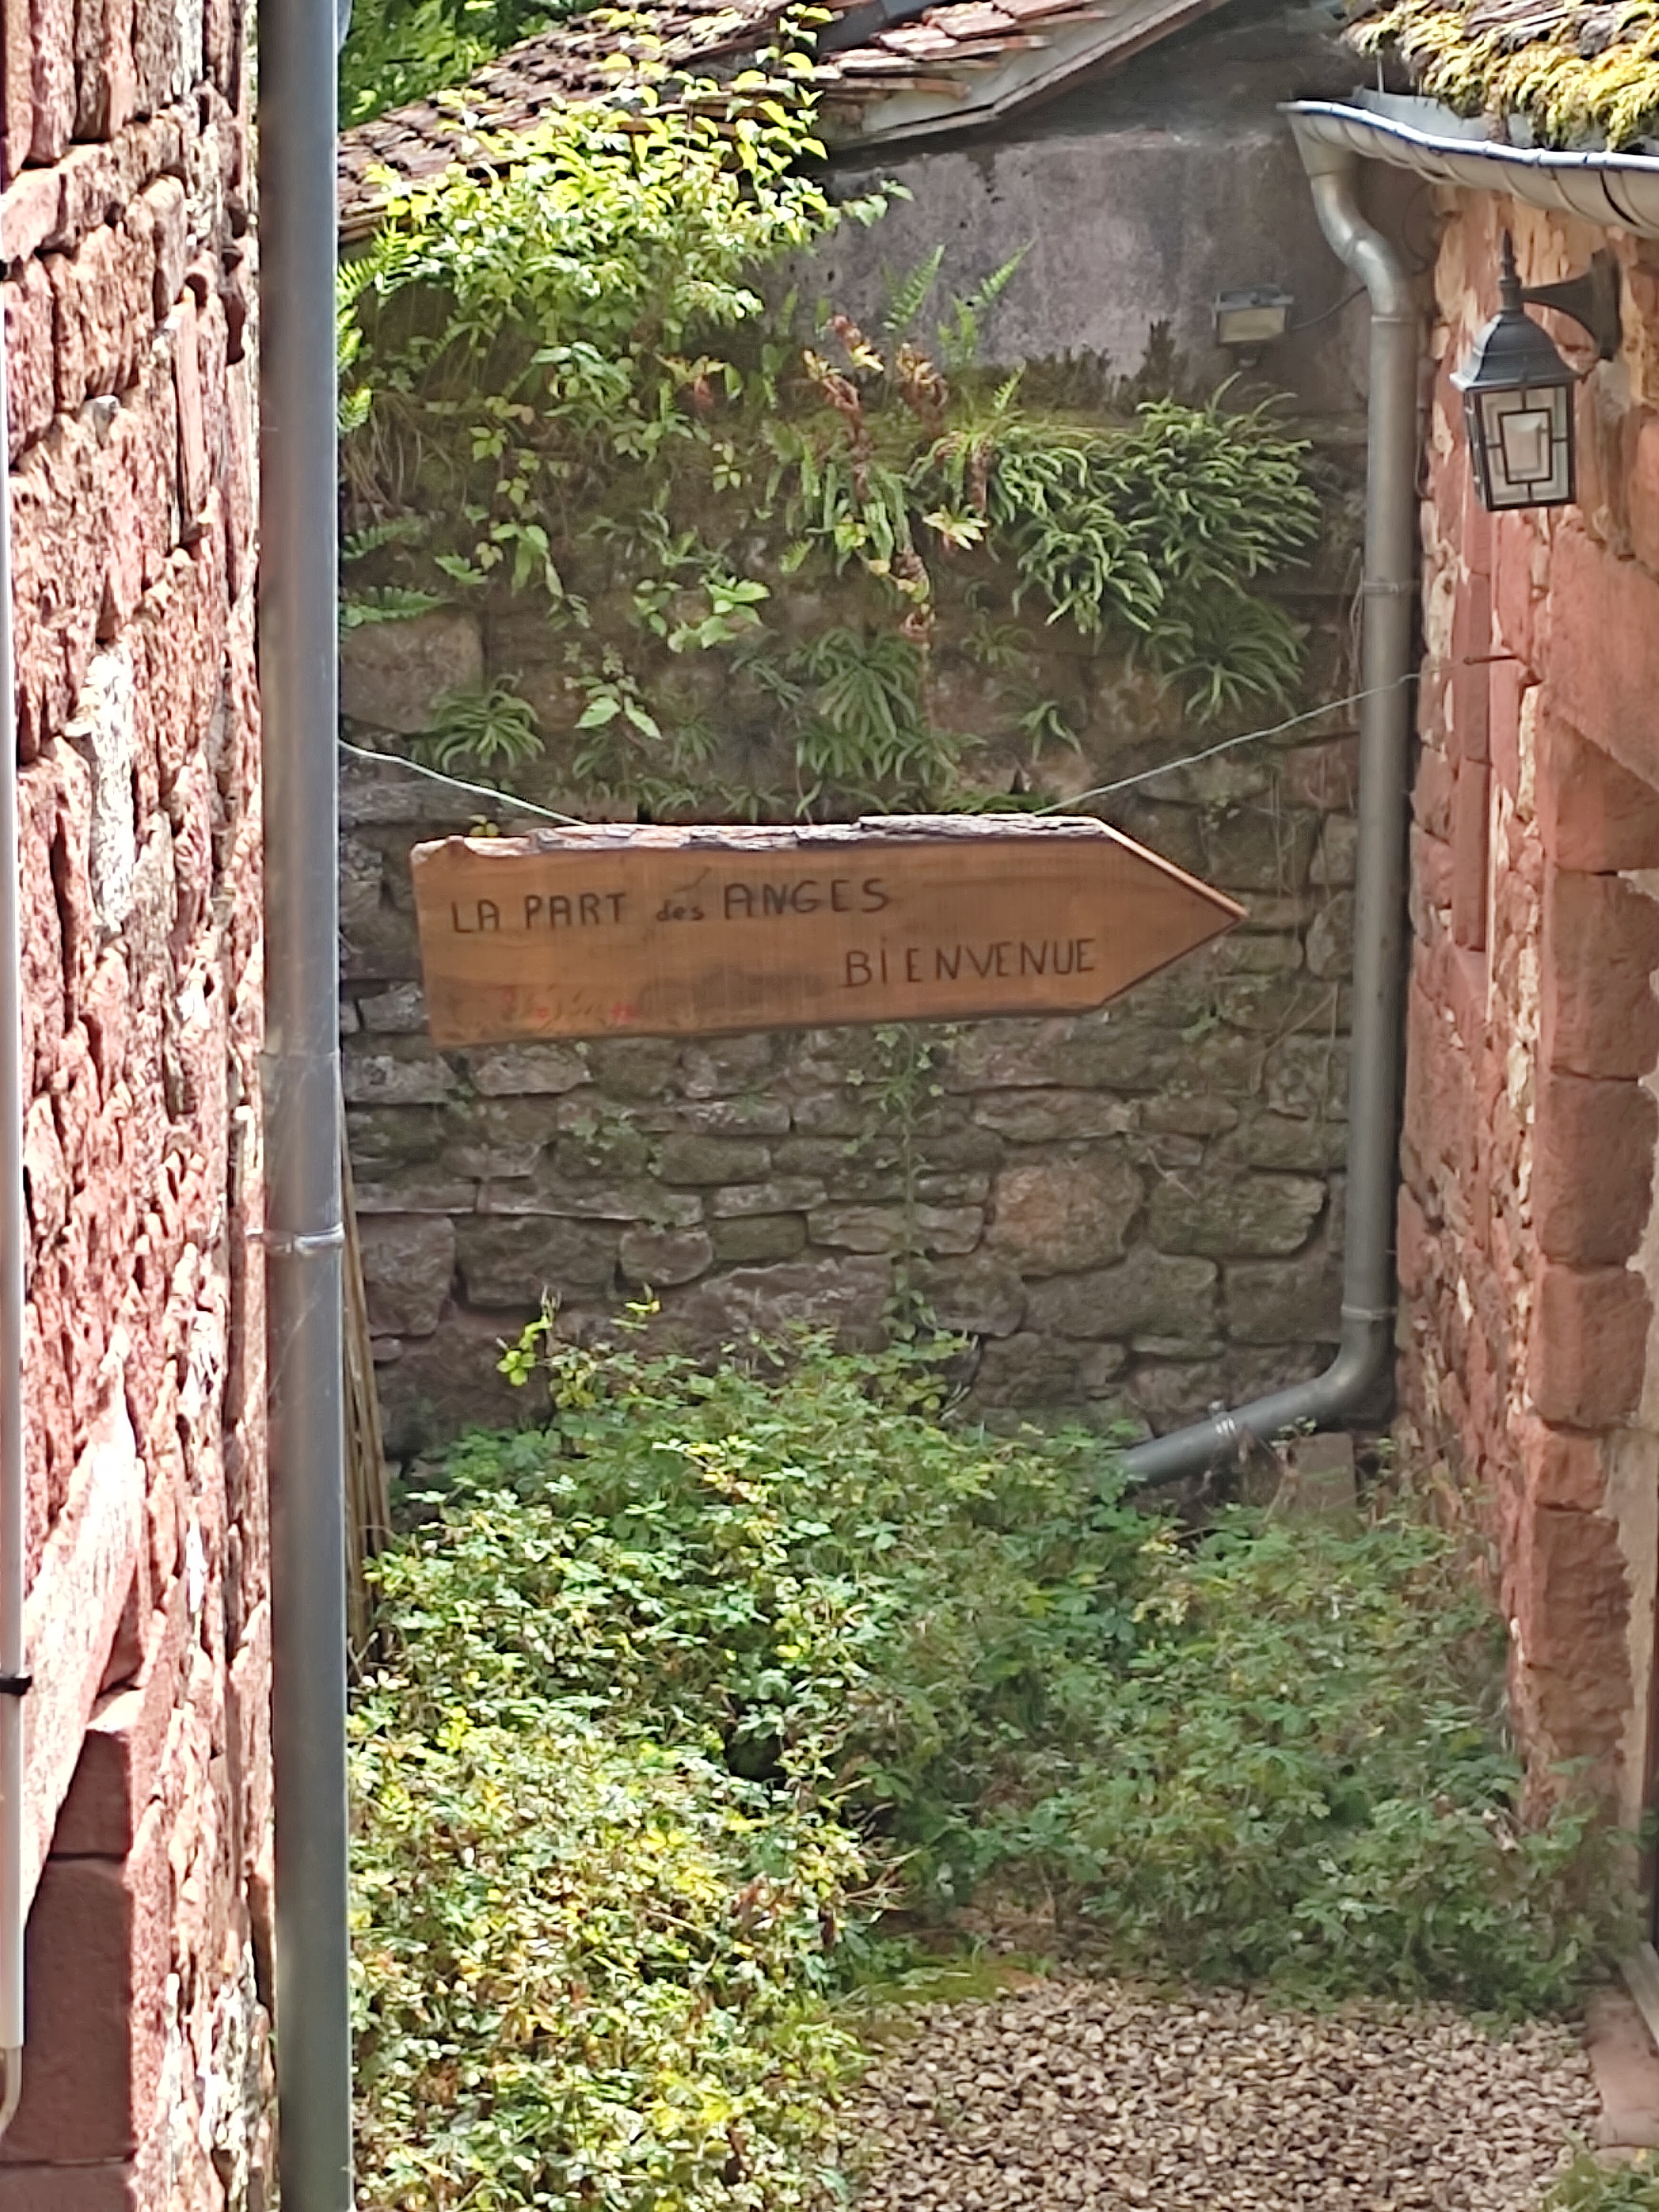 LA PART des ANGES
BIENVENUE